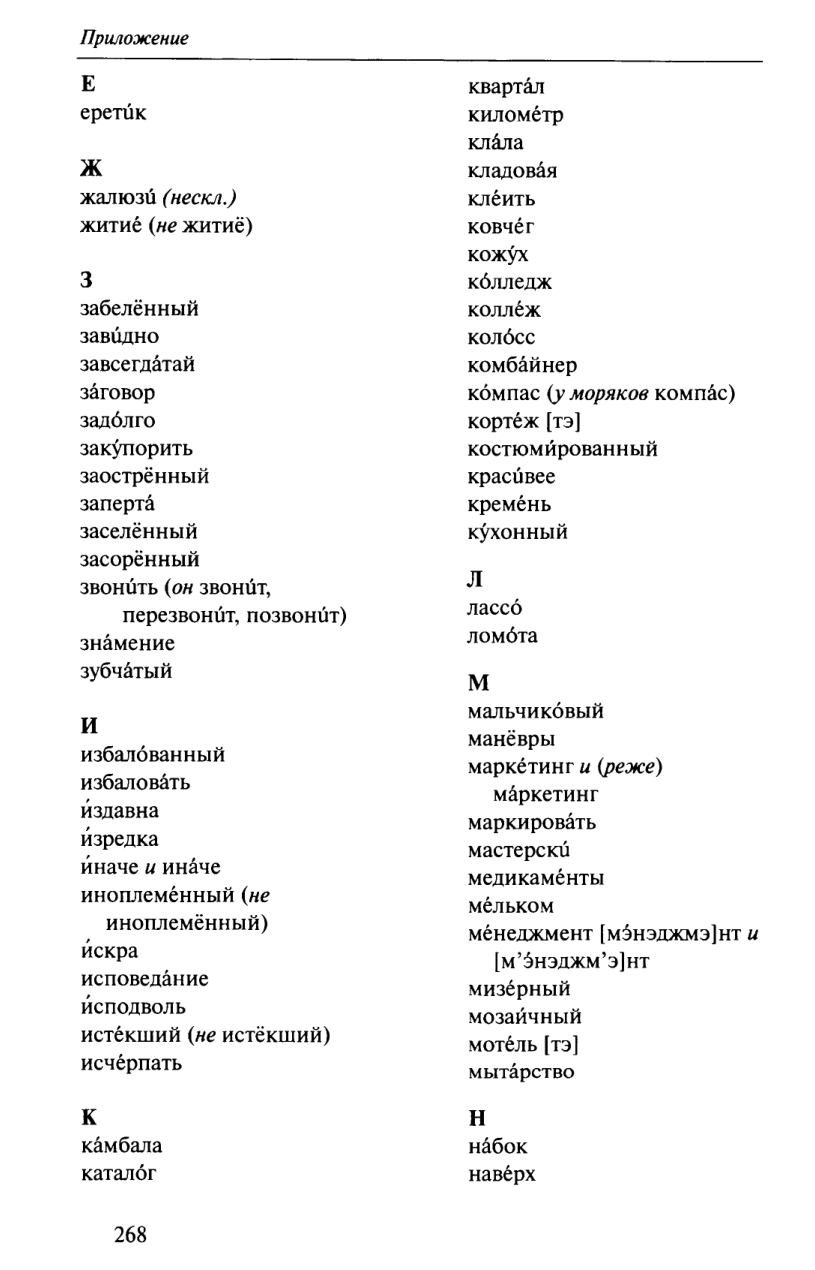 Приложение
Е
ерети́к
Ж
жалюзи́ (нескл.)
житие́ (не житиё)
З
забелённый
зави́дно
завсегда́тай
за́говор
задо́лго
заку́порить
заострённый
заперта́
заселённый
засорённый
звони́ть (он звони́т,
перезвони́т, позвони́т)
зна́мение
зубча́тый
И
избало́ванный
избалова́ть
и́здавна
и́зредка
и́наче и ина́че
иноплеме́нный (не
иноплемённый)
и́скра
исповеда́ние
и́сподволь
исте́кший (не истёкший)
исче́рпать
К
ка́мбала
катало́г
кварта́л
киломе́тр
кла́ла
кладова́я
кле́ить
ковче́г
кожу́х
ко́лледж
колле́ж
коло́сс
комба́йнер
ко́мпас (у моряков компа́с)
корте́ж [тэ]
костюми́рованный
краси́вее
креме́нь
ку́хонный
Л
лассо́
ломо́та
М
мальчико́вый
манёвры
марке́тинг и (реже)
ма́ркетинг
маркирова́ть
мастерски́
медикаме́нты
ме́льком
ме́неджмент [мэ́нэджмэ]нт и
[м’э́нэджм’э]нт
мизе́рный
мозаи́чный
моте́ль [тэ]
мыта́рство
Н
на́бок
наве́рх
268